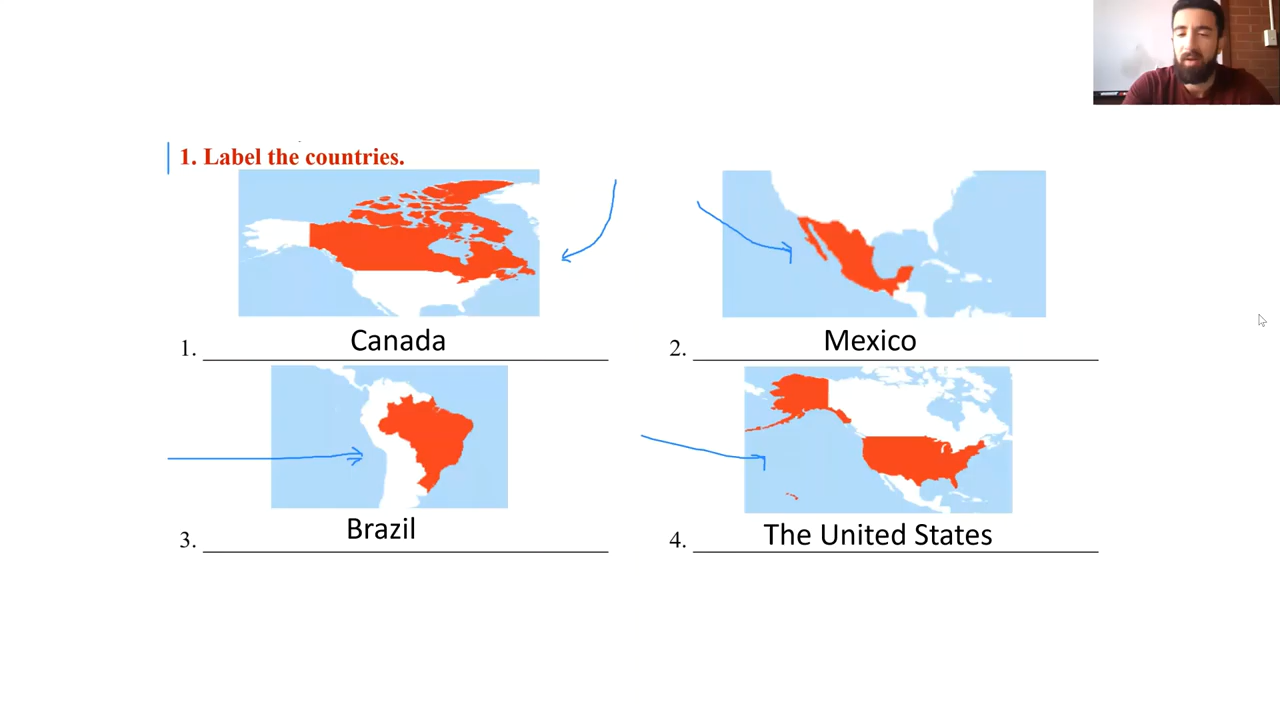 1. Label the countries.
1. Canada
2. Mexico
3. Brazil
4. The United States